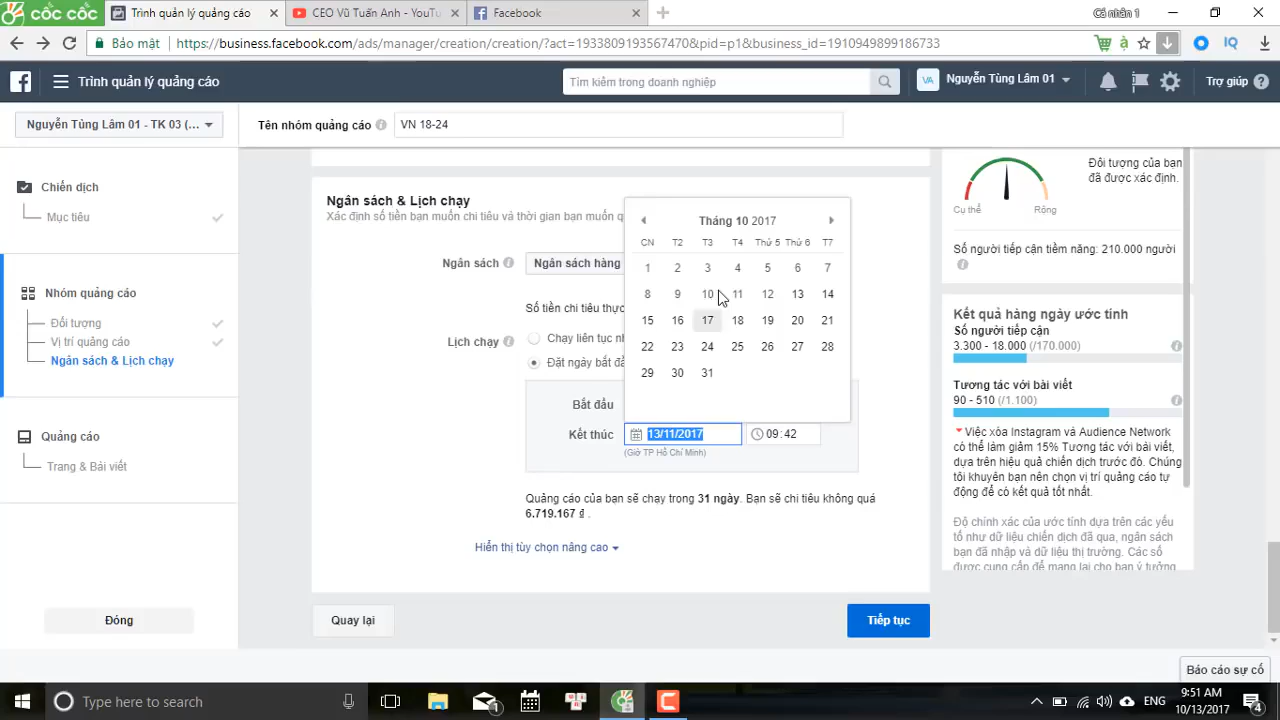 cốc cốc
Trình quản lý quảng cáo
CEO Vũ Tuấn Anh - YouTu
Facebook
Cá nhân 1
Bảo mật
https://business.facebook.com/ads/manager/creation/creation/?act=1933809193567470&pid=p1&business_id=1910949899186733
Trình quản lý quảng cáo
Tìm kiếm trong doanh nghiệp
VA
Nguyễn Tùng Lâm 01
Trợ giúp
Nguyễn Tùng Lâm 01 - TK 03 (...
Tên nhóm quảng cáo
VN 18-24
Chiến dịch
Mục tiêu
Nhóm quảng cáo
Đối tượng
Vị trí quảng cáo
Ngân sách & Lịch chạy
Quảng cáo
Trang & Bài viết
Đóng
Ngân sách & Lịch chạy
Xác định số tiền bạn muốn chi tiêu và thời gian bạn muốn qu
Ngân sách
Ngân sách hàng
Số tiền chi tiêu thực
Lịch chạy
Chạy liên tục n
Đặt ngày bắt đầ
Tháng 10 2017
CN T2 T3 T4 Thứ 5 Thứ 6 T7
1 2 3 4 5 6 7
8 9 10 11 12 13 14
15 16 17 18 19 20 21
22 23 24 25 26 27 28
29 30 31
Bắt đầu
Kết thúc
13/11/2017
09:42
(Giờ TP Hồ Chí Minh)
Quảng cáo của bạn sẽ chạy trong 31 ngày. Bạn sẽ chi tiêu không quá
6.719.167 ₫ .
Hiển thị tùy chọn nâng cao
Quay lại
Tiếp tục
Cụ thể
Rộng
Đối tượng của bạn
đã được xác định.
Số người tiếp cận tiềm năng: 210.000 người
Kết quả hàng ngày ước tính
Số người tiếp cận
3.300 - 18.000 (/170.000)
Tương tác với bài viết
90 - 510 (/1.100)
Việc xóa Instagram và Audience Network
có thể làm giảm 15% Tương tác với bài viết,
dựa trên hiệu quả chiến dịch trước đó. Chúng
tôi khuyên bạn nên chọn vị trí quảng cáo tự
động để có kết quả tốt nhất.
Độ chính xác của ước tính dựa trên các yếu
tố như dữ liệu chiến dịch đã qua, ngân sách
bạn đã nhập và dữ liệu thị trường. Các số
được cung cấp để mang lại cho bạn ý tưởng
Báo cáo sự cố
Type here to search
1
ENG
9:51 AM
10/13/2017
4